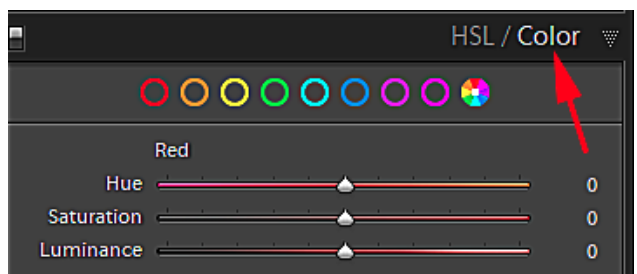 HSL / Color
Red
Hue 0
Saturation 0
Luminance 0